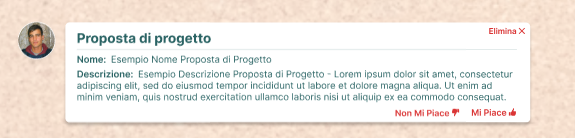 Elimina ×
Proposta di progetto
Nome: Esempio Nome Proposta di Progetto
Descrizione: Esempio Descrizione Proposta di Progetto - Lorem ipsum dolor sit amet, consectetur
adipiscing elit, sed do eiusmod tempor incididunt ut labore et dolore magna aliqua. Ut enim ad
minim veniam, quis nostrud exercitation ullamco laboris nisi ut aliquip ex ea commodo consequat.
Non Mi Piace Mi Piace